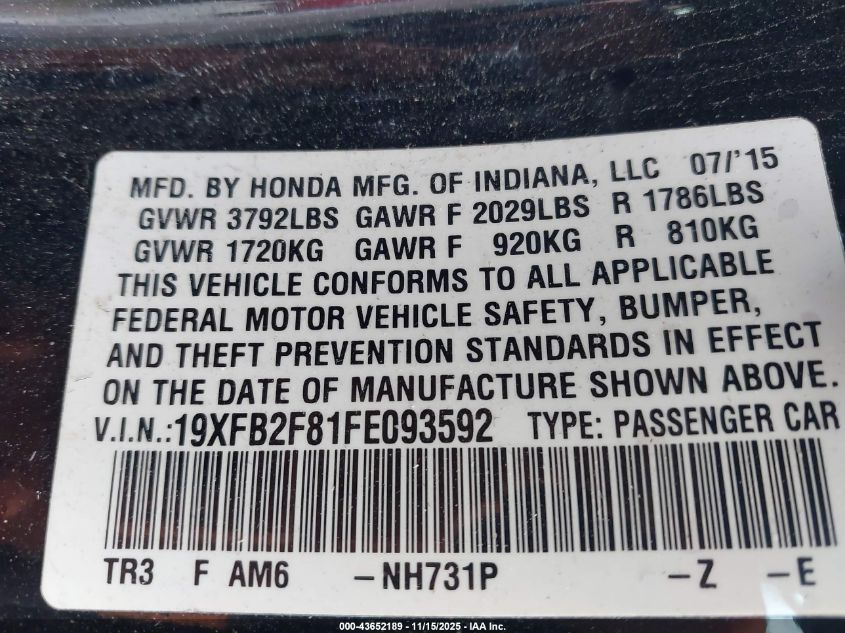 MFD. BY HONDA MFG. OF INDIANA, LLC 07/'15
GVWR 3792LBS GAWR F 2029LBS R 1786LBS
GVWR 1720KG GAWR F 920KG R 810KG
THIS VEHICLE CONFORMS TO ALL APPLICABLE
FEDERAL MOTOR VEHICLE SAFETY, BUMPER,
AND THEFT PREVENTION STANDARDS IN EFFECT
ON THE DATE OF MANUFACTURE SHOWN ABOVE.
V.I.N.:19XFB2F81FE093592 TYPE: PASSENGER CAR
TR3 F AM6 -NH731P -Z -E
000-43652189 - 11/15/2025 - IAA Inc.